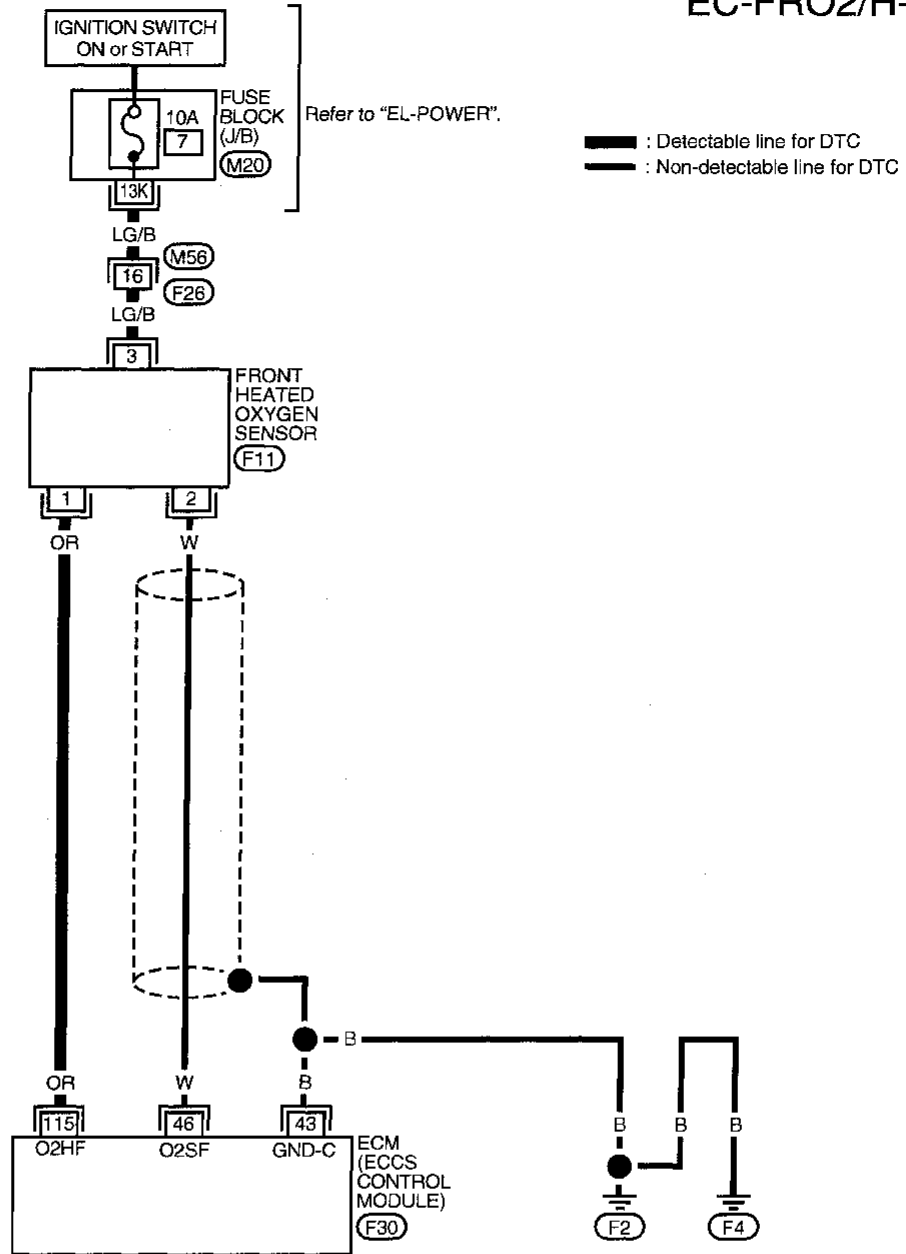 EC-FRO2/H-
IGNITION SWITCH
ON or START
FUSE
BLOCK
(J/B)
10A
7
M20
Refer to "EL-POWER".
: Detectable line for DTC
: Non-detectable line for DTC
13K
LG/B
M56
16
F26
LG/B
3
FRONT
HEATED
OXYGEN
SENSOR
F11
1
2
OR
W
B
OR
W
B
B
B
B
115
46
43
O2HF
O2SF
GND-C
ECM
(ECCS
CONTROL
MODULE)
F30
F2
F4